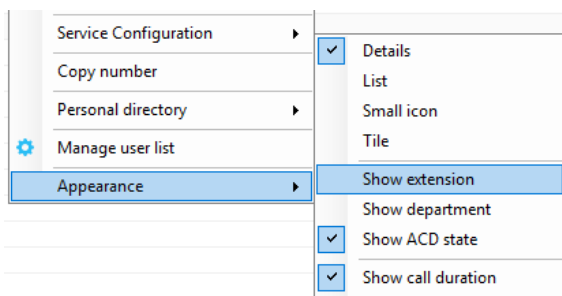 Service Configuration
Copy number
Personal directory
Manage user list
Appearance
Details
List
Small icon
Tile
Show extension
Show department
Show ACD state
Show call duration